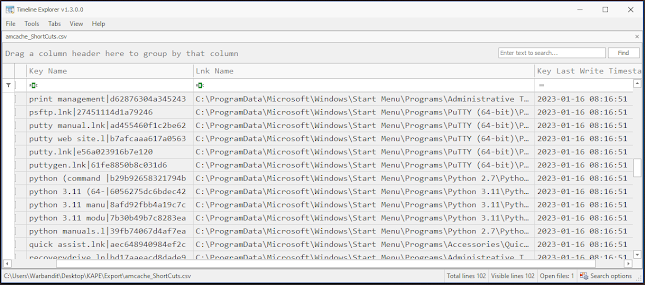 Timeline Explorer v1.3.0.0
File Tools Tabs View Help
amcache_ShortCuts.csv
Drag a column header here to group by that column
Enter text to search... Find
Key Name Lnk Name Key Last Write Timesta
print management|d62876304a345243 C:\ProgramData\Microsoft\Windows\Start Menu\Programs\Administrative T... 2023-01-16 08:16:51
psftp.lnk|27451114d1a79246 C:\ProgramData\Microsoft\Windows\Start Menu\Programs\PuTTY (64-bit)\P... 2023-01-16 08:16:51
putty manual.lnk|ad455460f1c2be62 C:\ProgramData\Microsoft\Windows\Start Menu\Programs\PuTTY (64-bit)\P... 2023-01-16 08:16:51
putty web site.l|b7afcaaa617a0563 C:\ProgramData\Microsoft\Windows\Start Menu\Programs\PuTTY (64-bit)\P... 2023-01-16 08:16:51
putty.lnk|e56a023916b7e120 C:\ProgramData\Microsoft\Windows\Start Menu\Programs\PuTTY (64-bit)\P... 2023-01-16 08:16:51
puttygen.lnk|61fe8850b8c031d6 C:\ProgramData\Microsoft\Windows\Start Menu\Programs\PuTTY (64-bit)\P... 2023-01-16 08:16:51
python (command |b29b92658321794b C:\ProgramData\Microsoft\Windows\Start Menu\Programs\Python 2.7\Pytho... 2023-01-16 08:16:51
python 3.11 (64-|6056275dc6bdec42 C:\ProgramData\Microsoft\Windows\Start Menu\Programs\Python 3.11\Pyth... 2023-01-16 08:16:51
python 3.11 manu|8afd92fbb4a19c7c C:\ProgramData\Microsoft\Windows\Start Menu\Programs\Python 3.11\Pyth... 2023-01-16 08:16:51
python 3.11 modu|7b30b49b7c8283ea C:\ProgramData\Microsoft\Windows\Start Menu\Programs\Python 3.11\Pyth... 2023-01-16 08:16:51
python manuals.l|39fb74067d4af7ea C:\ProgramData\Microsoft\Windows\Start Menu\Programs\Python 2.7\Pytho... 2023-01-16 08:16:51
quick assist.lnk|aec648940984ef2c C:\ProgramData\Microsoft\Windows\Start Menu\Programs\Accessories\Quic... 2023-01-16 08:16:51
recoverydrive.ln|bd17aaeacd8dade9 C:\ProgramData\Microsoft\Windows\Start Menu\Programs\Administrative T... 2023-01-16 08:16:51
C:\Users\Warbandit\Desktop\KAPE\Export\amcache_ShortCuts.csv Total lines 102 Visible lines 102 Open files: 1 Search options